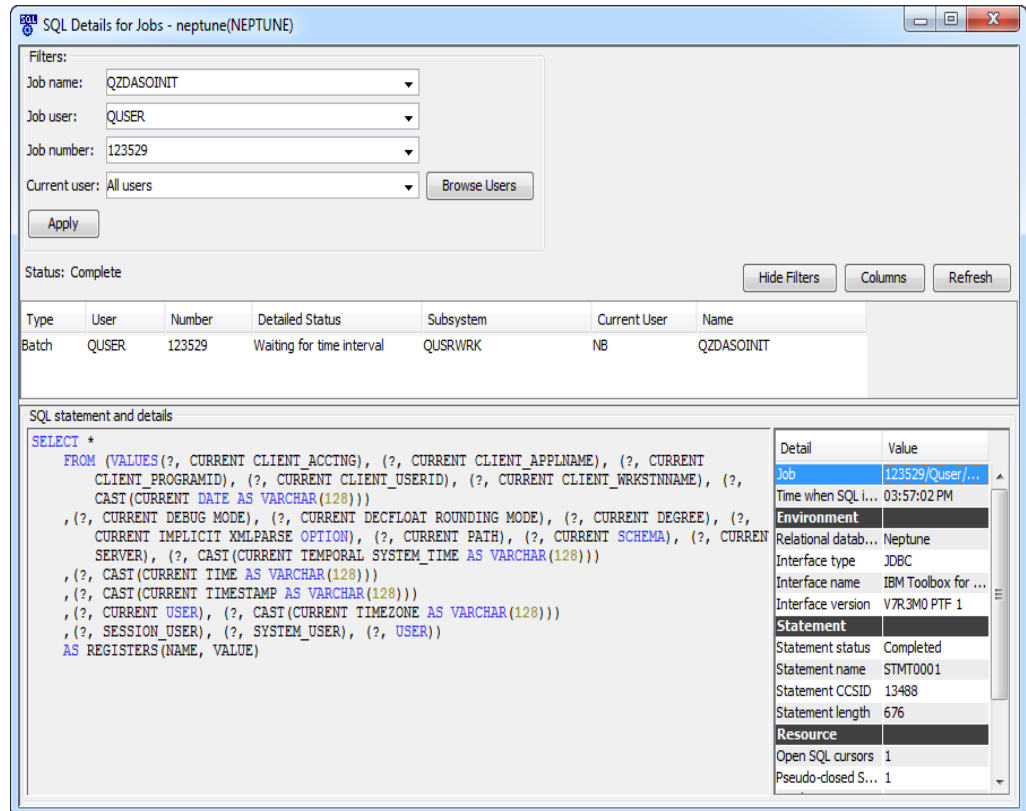 SQL Details for Jobs - neptune(NEPTUNE)
Filters:
Job name: QZDASOINIT
Job user: QUSER
Job number: 123529
Current user: All users Browse Users
Apply
Status: Complete
Hide Filters Columns Refresh
Type User Number Detailed Status Subsystem Current User Name
Batch QUSER 123529 Waiting for time interval QUSRWRK NB QZDASOINIT
SQL statement and details
SELECT *
FROM (VALUES(?, CURRENT CLIENT_ACCTNG), (?, CURRENT CLIENT_APPLNAME), (?, CURRENT
CLIENT_PROGRAMID), (?, CURRENT CLIENT_USERID), (?, CURRENT CLIENT_WRKSTNNAME), (?,
CAST(CURRENT DATE AS VARCHAR(128)))
,(?, CURRENT DEBUG MODE), (?, CURRENT DECFLOAT ROUNDING MODE), (?, CURRENT DEGREE), (?,
CURRENT IMPLICIT XMLPARSE OPTION), (?, CURRENT PATH), (?, CURRENT SCHEMA), (?, CURREN
SERVER), (?, CAST(CURRENT TEMPORAL SYSTEM_TIME AS VARCHAR(128)))
,(?, CAST(CURRENT TIME AS VARCHAR(128)))
,(?, CAST(CURRENT TIMESTAMP AS VARCHAR(128)))
,(?, CURRENT USER), (?, CAST(CURRENT TIMEZONE AS VARCHAR(128)))
,(?, SESSION_USER), (?, SYSTEM_USER), (?, USER))
AS REGISTERS(NAME, VALUE)
Detail Value
Job 123529/Quser/...
Time when SQL i... 03:57:02 PM
Environment
Relational datab... Neptune
Interface type JDBC
Interface name IBM Toolbox for ...
Interface version V7R3M0 PTF 1
Statement
Statement status Completed
Statement name STMT0001
Statement CCSID 13488
Statement length 676
Resource
Open SQL cursors 1
Pseudo-closed S... 1